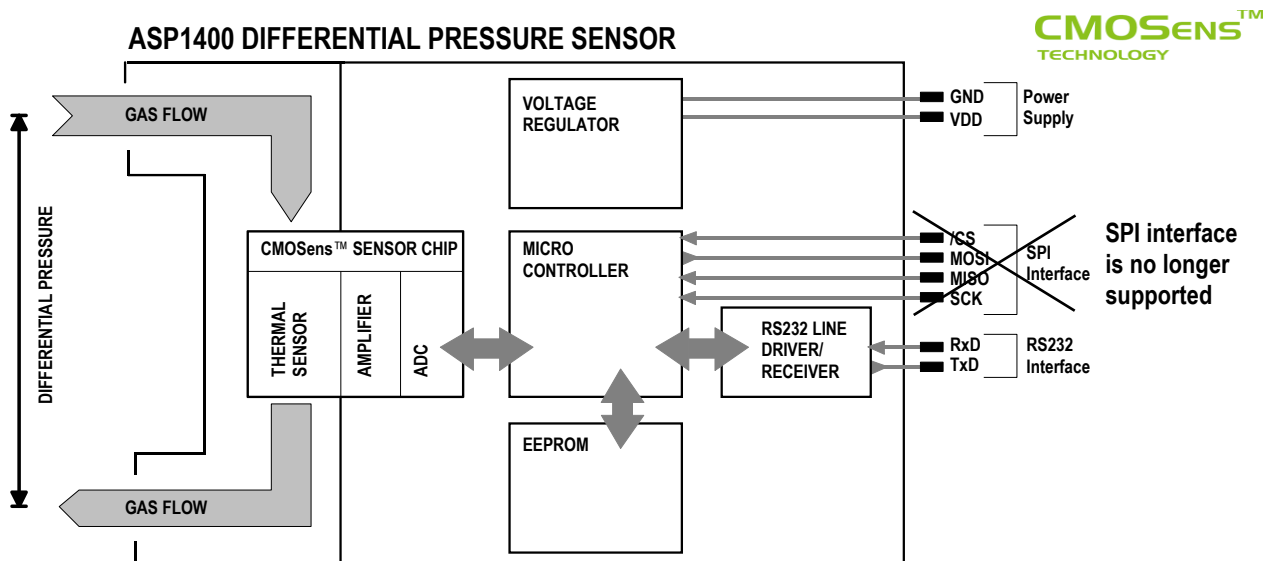 ASP1400 DIFFERENTIAL PRESSURE SENSOR
CMOSENS™
TECHNOLOGY
GAS FLOW
DIFFERENTIAL PRESSURE
VOLTAGE
REGULATOR
GND
VDD
Power
Supply
CMOSens™ SENSOR CHIP
THERMAL
SENSOR
AMPLIFIER
ADC
MICRO
CONTROLLER
/CS
MOSI
MISO
SCK
SPI
Interface
SPI interface
is no longer
supported
RS232 LINE
DRIVER/
RECEIVER
RxD
TxD
RS232
Interface
EEPROM
GAS FLOW